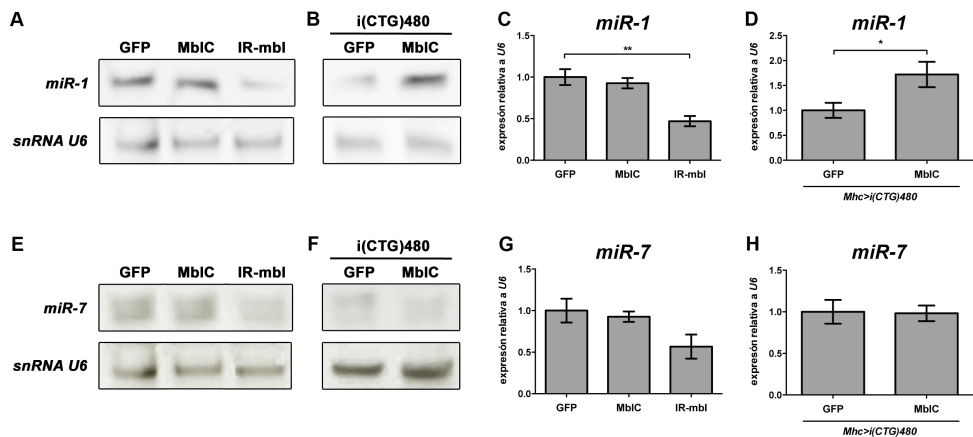 A
GFP MblC IR-mbl
miR-1
snRNA U6
B
i(CTG)480
GFP MblC
C
miR-1
expresón relativa a U6
1.5
1.0
0.5
0.0
**
GFP MblC IR-mbl
D
miR-1
expresón relativa a U6
2.5
2.0
1.5
1.0
0.5
0.0
*
GFP MblC
Mhc>i(CTG)480
E
GFP MblC IR-mbl
miR-7
snRNA U6
F
i(CTG)480
GFP MblC
G
miR-7
expresón relativa a U6
1.5
1.0
0.5
0.0
GFP MblC IR-mbl
H
miR-7
expresón relativa a U6
1.5
1.0
0.5
0.0
GFP MblC
Mhc>i(CTG)480